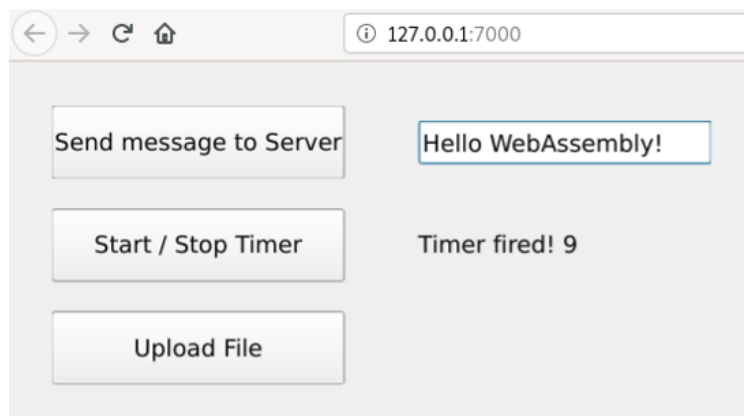 127.0.0.1:7000
Send message to Server
Hello WebAssembly!
Start / Stop Timer
Timer fired! 9
Upload File